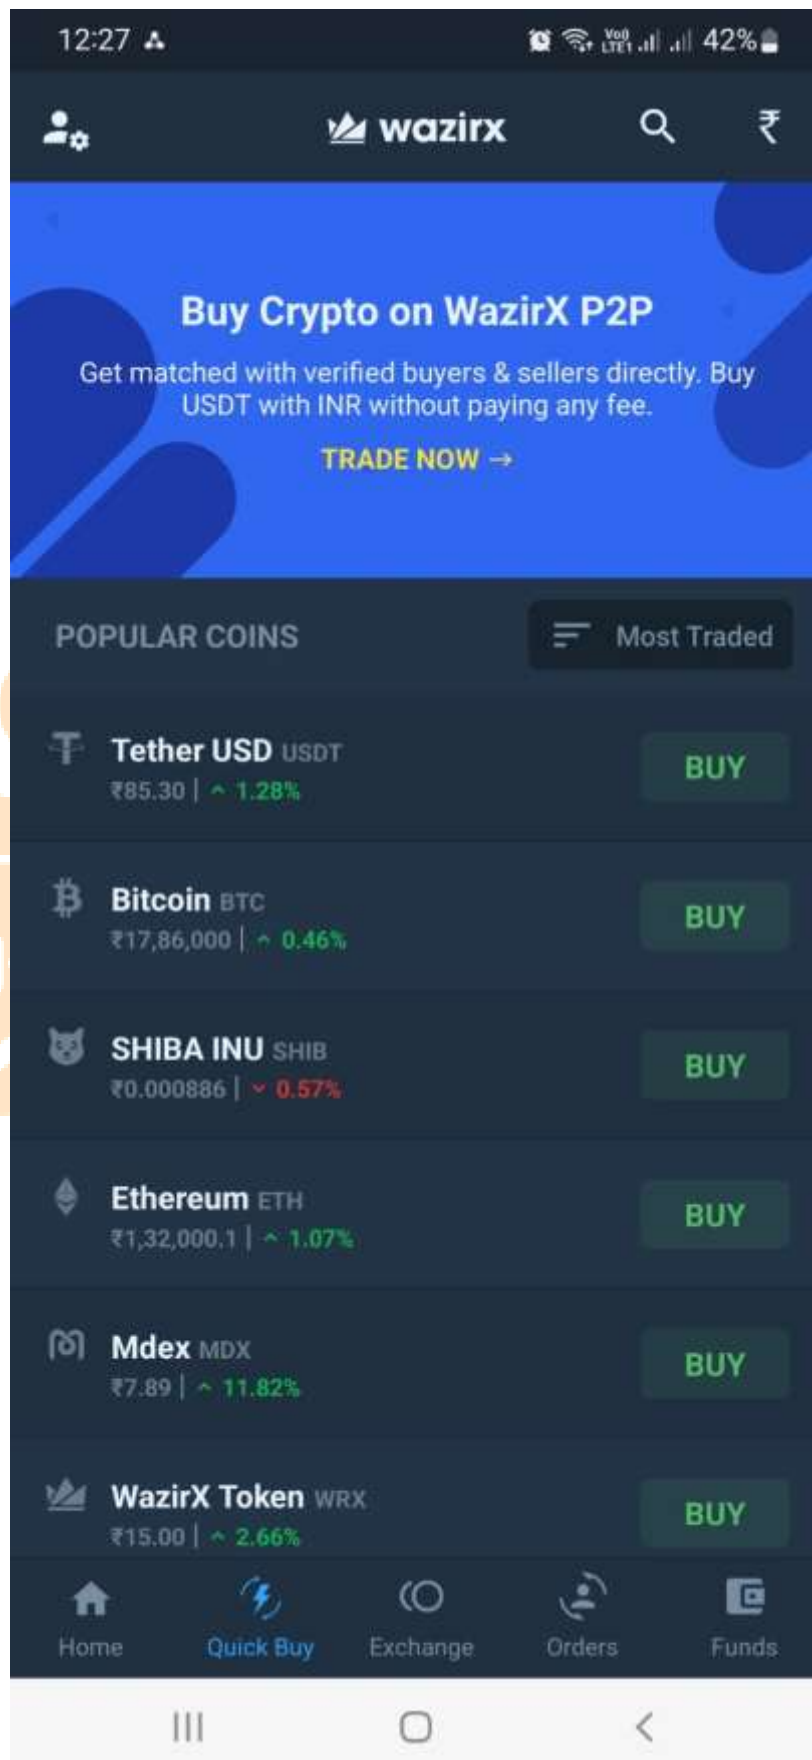 12:27
Vo)) LTE1 42%
wazirx ₹
Buy Crypto on WazirX P2P
Get matched with verified buyers & sellers directly. Buy
USDT with INR without paying any fee.
TRADE NOW →
POPULAR COINS Most Traded
Tether USD USDT
₹85.30 | 1.28%
BUY
Bitcoin BTC
₹17,86,000 | 0.46%
BUY
SHIBA INU SHIB
₹0.000886 | 0.57%
BUY
Ethereum ETH
₹1,32,000.1 | 1.07%
BUY
Mdex MDX
₹7.89 | 11.82%
BUY
WazirX Token WRX
₹15.00 | 2.66%
BUY
Home Quick Buy Exchange Orders Funds